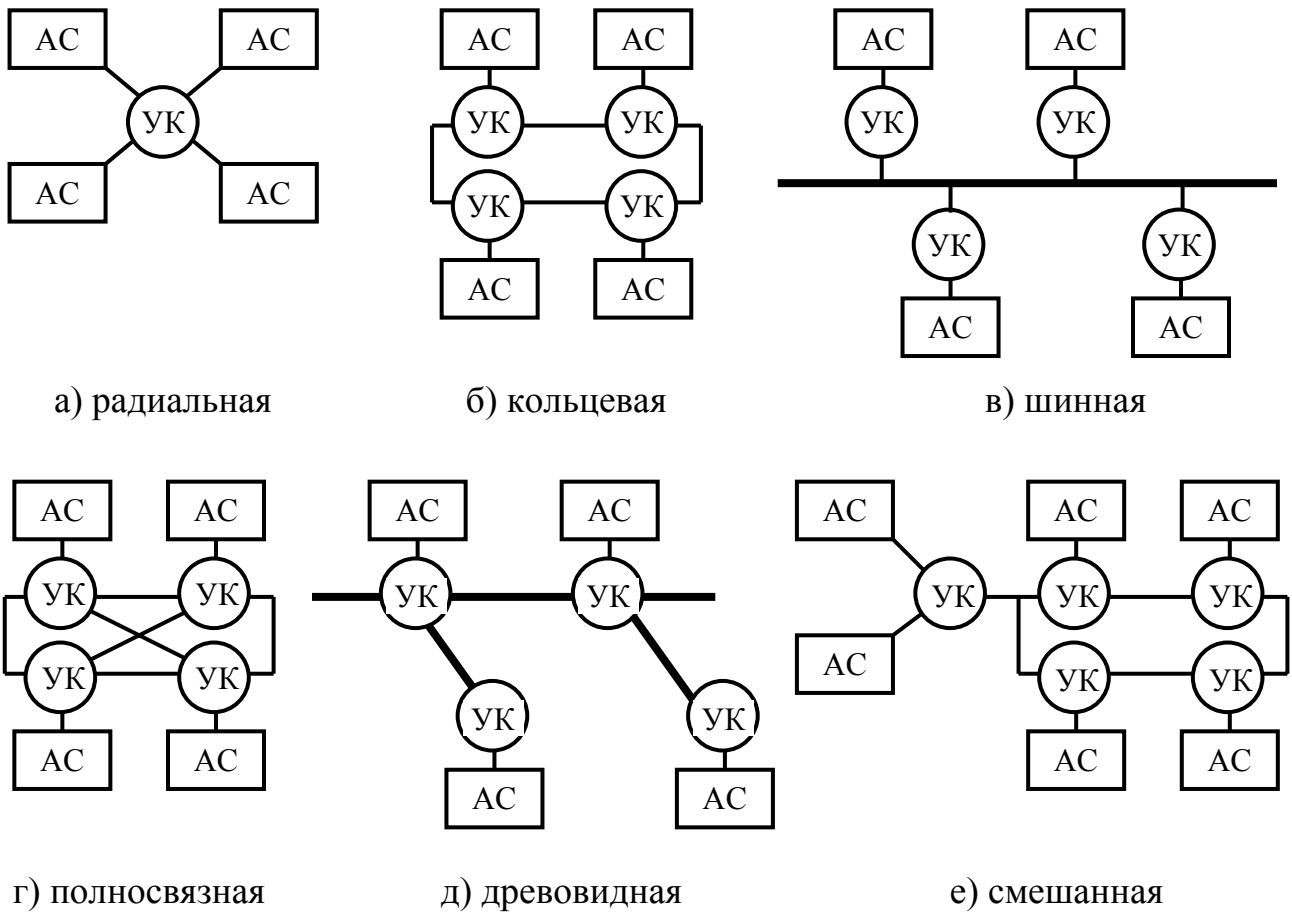 АС АС АС АС АС АС
УК УК УК УК УК
УК УК УК УК
АС АС АС АС АС АС
а) радиальная б) кольцевая в) шинная
АС АС АС АС АС АС АС
УК УК УК УК УК УК УК
УК УК АС УК УК
УК УК
АС АС АС АС
АС АС
г) полносвязная д) древовидная е) смешанная